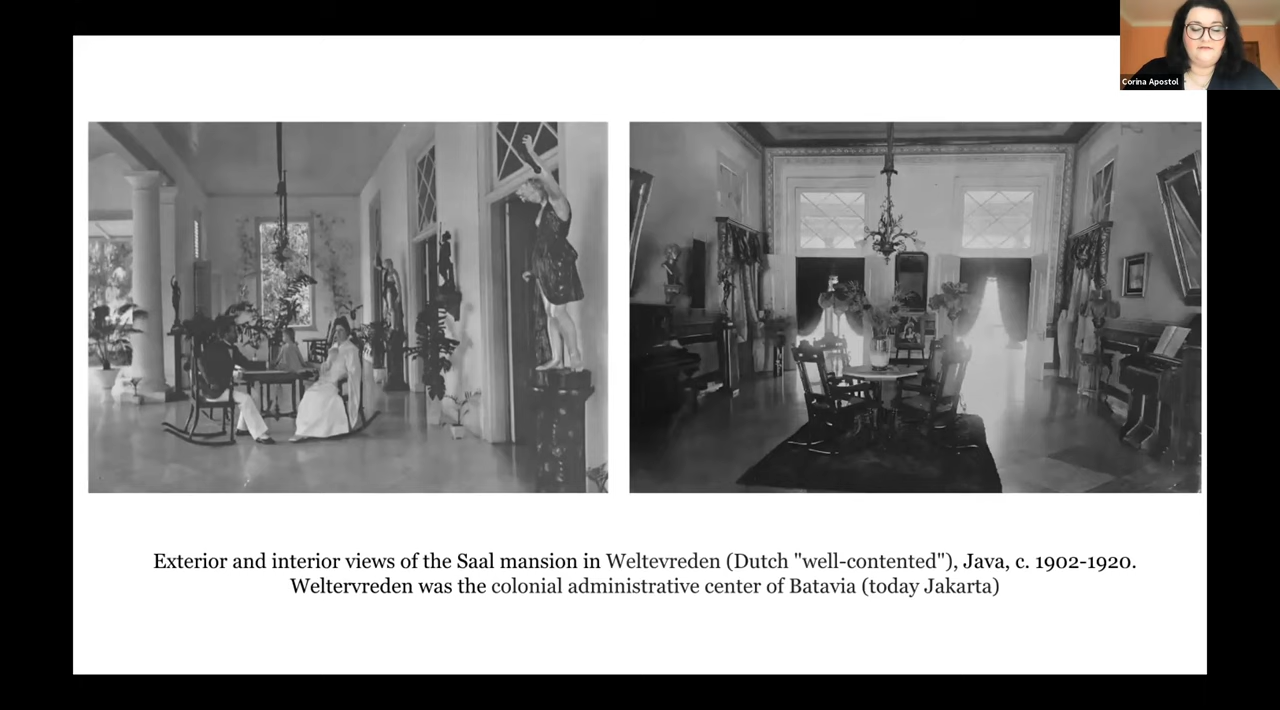 Corina Apostol
Exterior and interior views of the Saal mansion in Weltevreden (Dutch "well-contented"), Java, c. 1902-1920.
Weltervreden was the colonial administrative center of Batavia (today Jakarta)